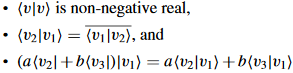 • ⟨v|v⟩ is non-negative real,
• ⟨v₂|v₁⟩ = \overline{⟨v₁|v₂⟩}, and
• (a⟨v₂| + b⟨v₃|)|v₁⟩ = a⟨v₂|v₁⟩ + b⟨v₃|v₁⟩